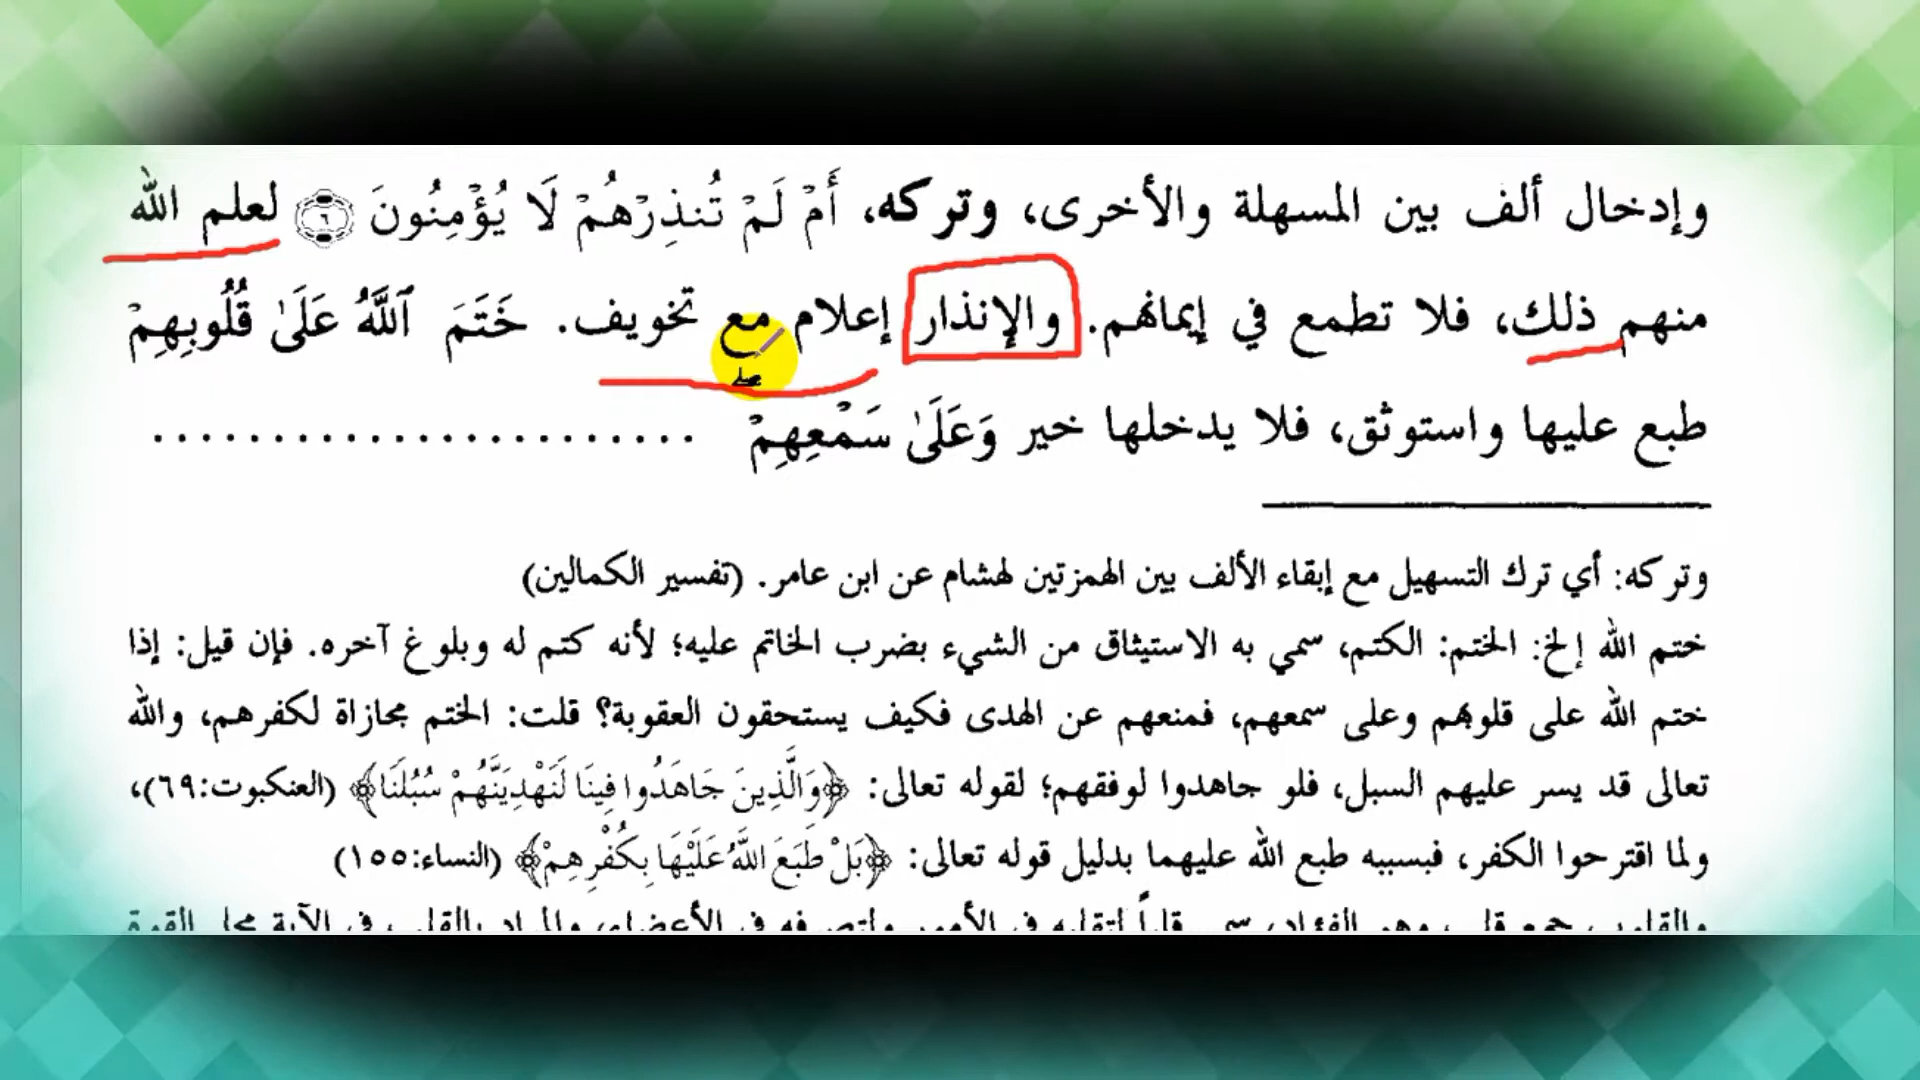 وإدخال ألف بين المسهلة والأخرى، وتركه، أَمْ لَمْ تُنذِرْهُمْ لَا يُؤْمِنُونَ ٦ لعلم الله
منهم ذلك، فلا تطمع في إيمانهم. والإنذار إعلام مع تخويف. خَتَمَ ٱللَّهُ عَلَىٰ قُلُوبِهِمْ
طبع عليها واستوثق، فلا يدخلها خير وَعَلَىٰ سَمْعِهِمْ ۖ ........................
وتركه: أي ترك التسهيل مع إبقاء الألف بين الهمزتين لهشام عن ابن عامر. (تفسير الكمالين)
ختم الله إلخ: الختم: الكتم، سمي به الاستيثاق من الشيء بضرب الخاتم عليه؛ لأنه كتم له وبلوغ آخره. فإن قيل: إذا
ختم الله على قلوبهم وعلى سمعهم، فمنعهم عن الهدى فكيف يستحقون العقوبة؟ قلت: الختم مجازاة لكفرهم، والله
تعالى قد يسر عليهم السبل، فلو جاهدوا لوفقهم؛ لقوله تعالى: ﴿وَالَّذِينَ جَاهَدُوا فِينَا لَنَهْدِيَنَّهُمْ سُبُلَنَا﴾ (العنكبوت:٦٩)،
ولما اقترحوا الكفر، فبسببه طبع الله عليهما بدليل قوله تعالى: ﴿بَلْ طَبَعَ اللَّهُ عَلَيْهَا بِكُفْرِهِمْ﴾ (النساء:١٥٥)